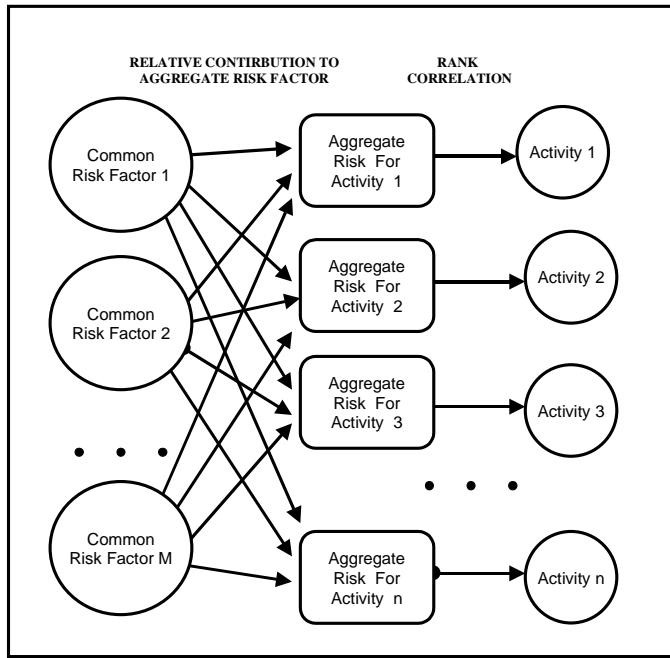 RELATIVE CONTIRBUTION TO
AGGREGATE RISK FACTOR
RANK
CORRELATION
Common
Risk Factor 1
Aggregate
Risk For
Activity 1
Activity 1
Common
Risk Factor 2
Aggregate
Risk For
Activity 2
Activity 2
Aggregate
Risk For
Activity 3
Activity 3
Common
Risk Factor M
Aggregate
Risk For
Activity n
Activity n